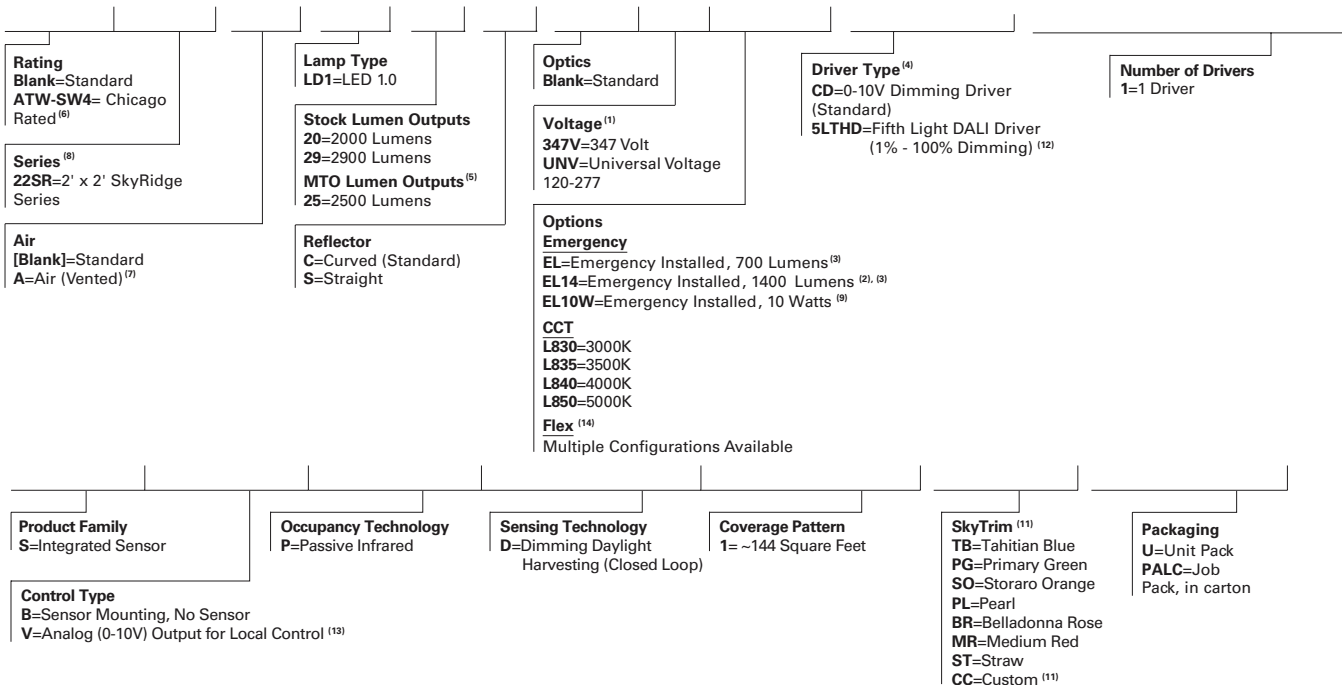 Rating
Blank=Standard
ATW-SW4= Chicago
Rated (6)
Series (8)
22SR=2' x 2' SkyRidge
Series
Air
[Blank]=Standard
A=Air (Vented) (7)
Lamp Type
LD1=LED 1.0
Stock Lumen Outputs
20=2000 Lumens
29=2900 Lumens
MTO Lumen Outputs (5)
25=2500 Lumens
Reflector
C=Curved (Standard)
S=Straight
Optics
Blank=Standard
Voltage (1)
347V=347 Volt
UNV=Universal Voltage
120-277
Options
Emergency
EL=Emergency Installed, 700 Lumens (3)
EL14=Emergency Installed, 1400 Lumens (2), (3)
EL10W=Emergency Installed, 10 Watts (9)
CCT
L830=3000K
L835=3500K
L840=4000K
L850=5000K
Flex (14)
Multiple Configurations Available
Driver Type (4)
CD=0-10V Dimming Driver
(Standard)
5LTHD=Fifth Light DALI Driver
(1% - 100% Dimming) (12)
Number of Drivers
1=1 Driver
Product Family
S=Integrated Sensor
Control Type
B=Sensor Mounting, No Sensor
V=Analog (0-10V) Output for Local Control (13)
Occupancy Technology
P=Passive Infrared
Sensing Technology
D=Dimming Daylight
Harvesting (Closed Loop)
Coverage Pattern
1= ~144 Square Feet
SkyTrim (11)
TB=Tahitian Blue
PG=Primary Green
SO=Storaro Orange
PL=Pearl
BR=Belladonna Rose
MR=Medium Red
ST=Straw
CC=Custom (11)
Packaging
U=Unit Pack
PALC=Job
Pack, in carton